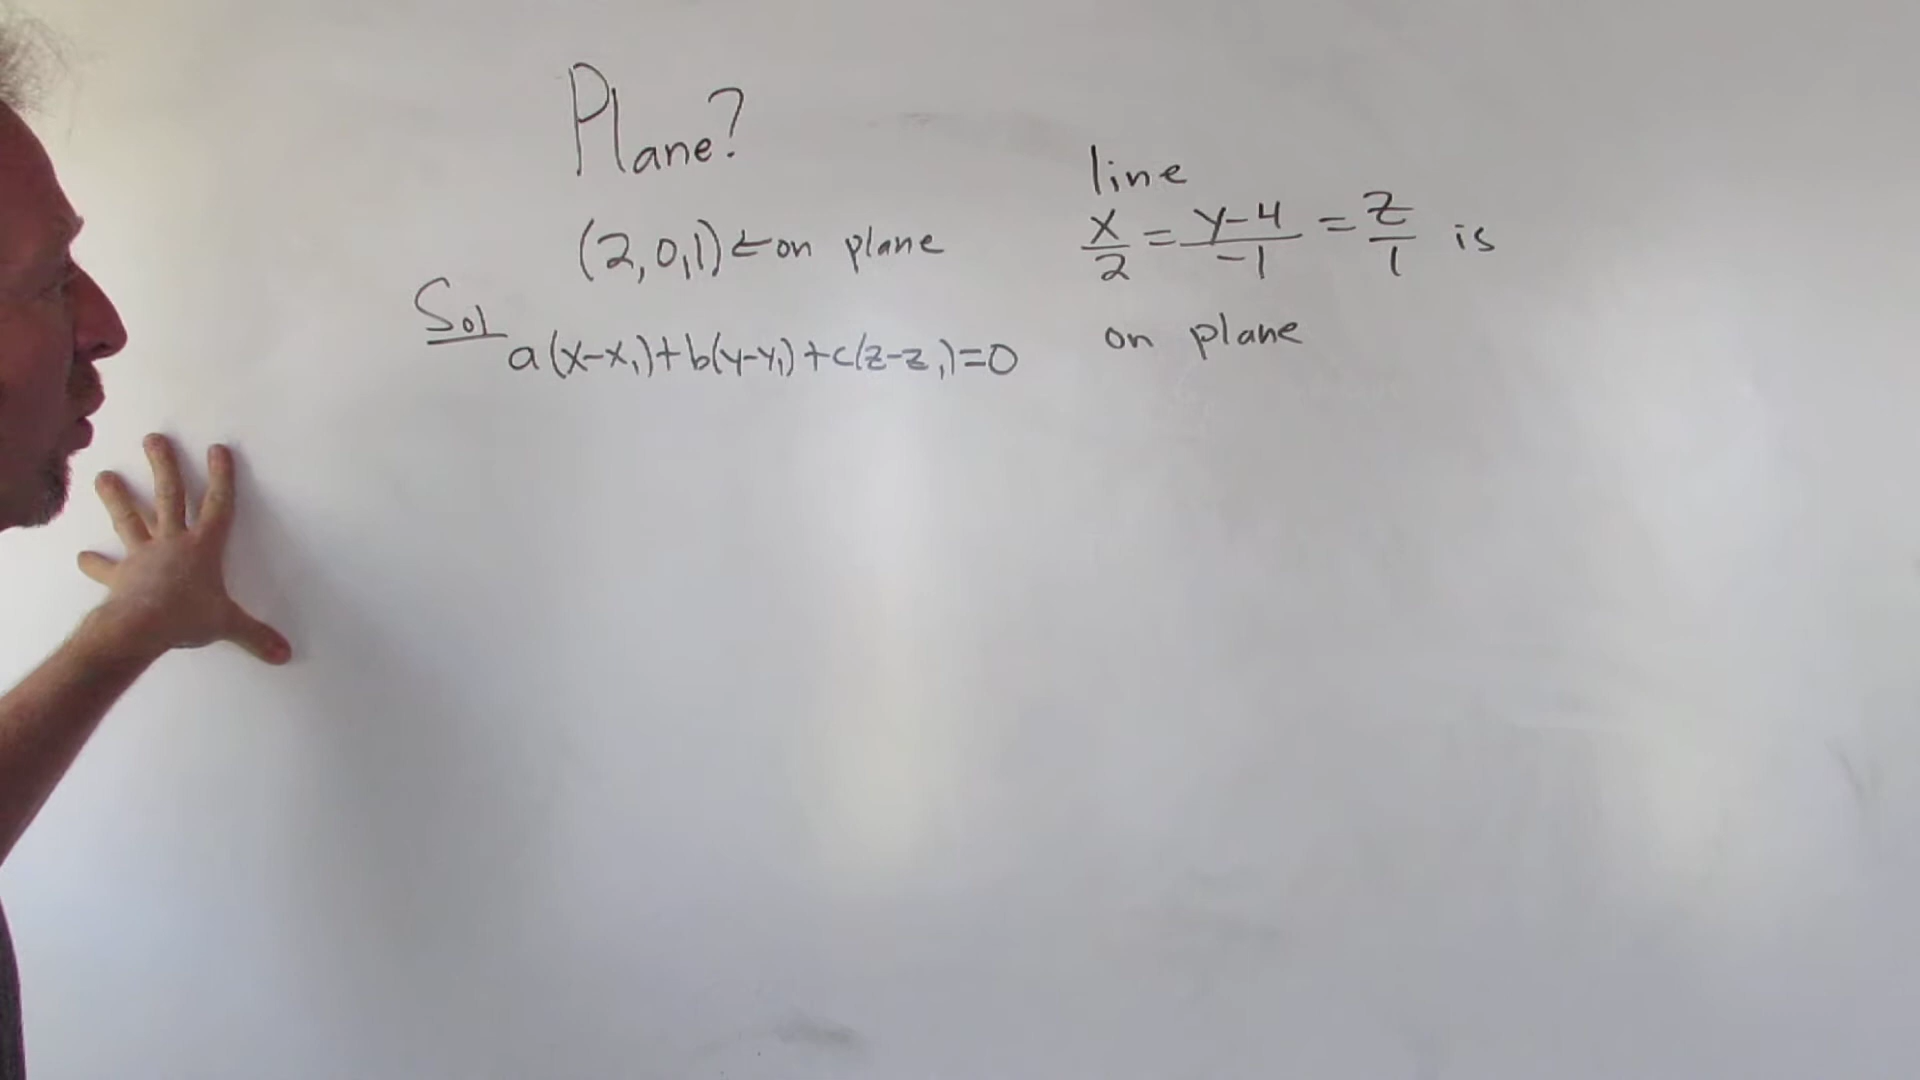 Plane?
(2,0,1) ← on plane
Sol
a(x-x₁)+b(y-y₁)+c(z-z₁)=0
line
x/2 = y-4/-1 = z/1 is
on plane